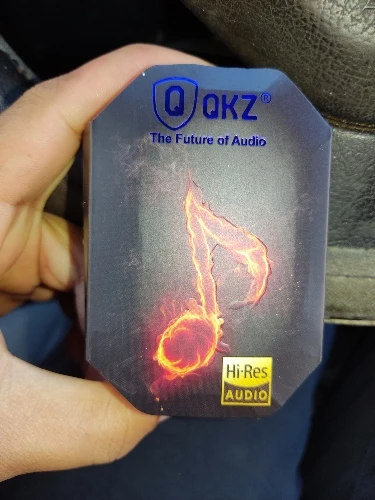 Q QKZ®
The Future of Audio
Hi-Res
AUDIO